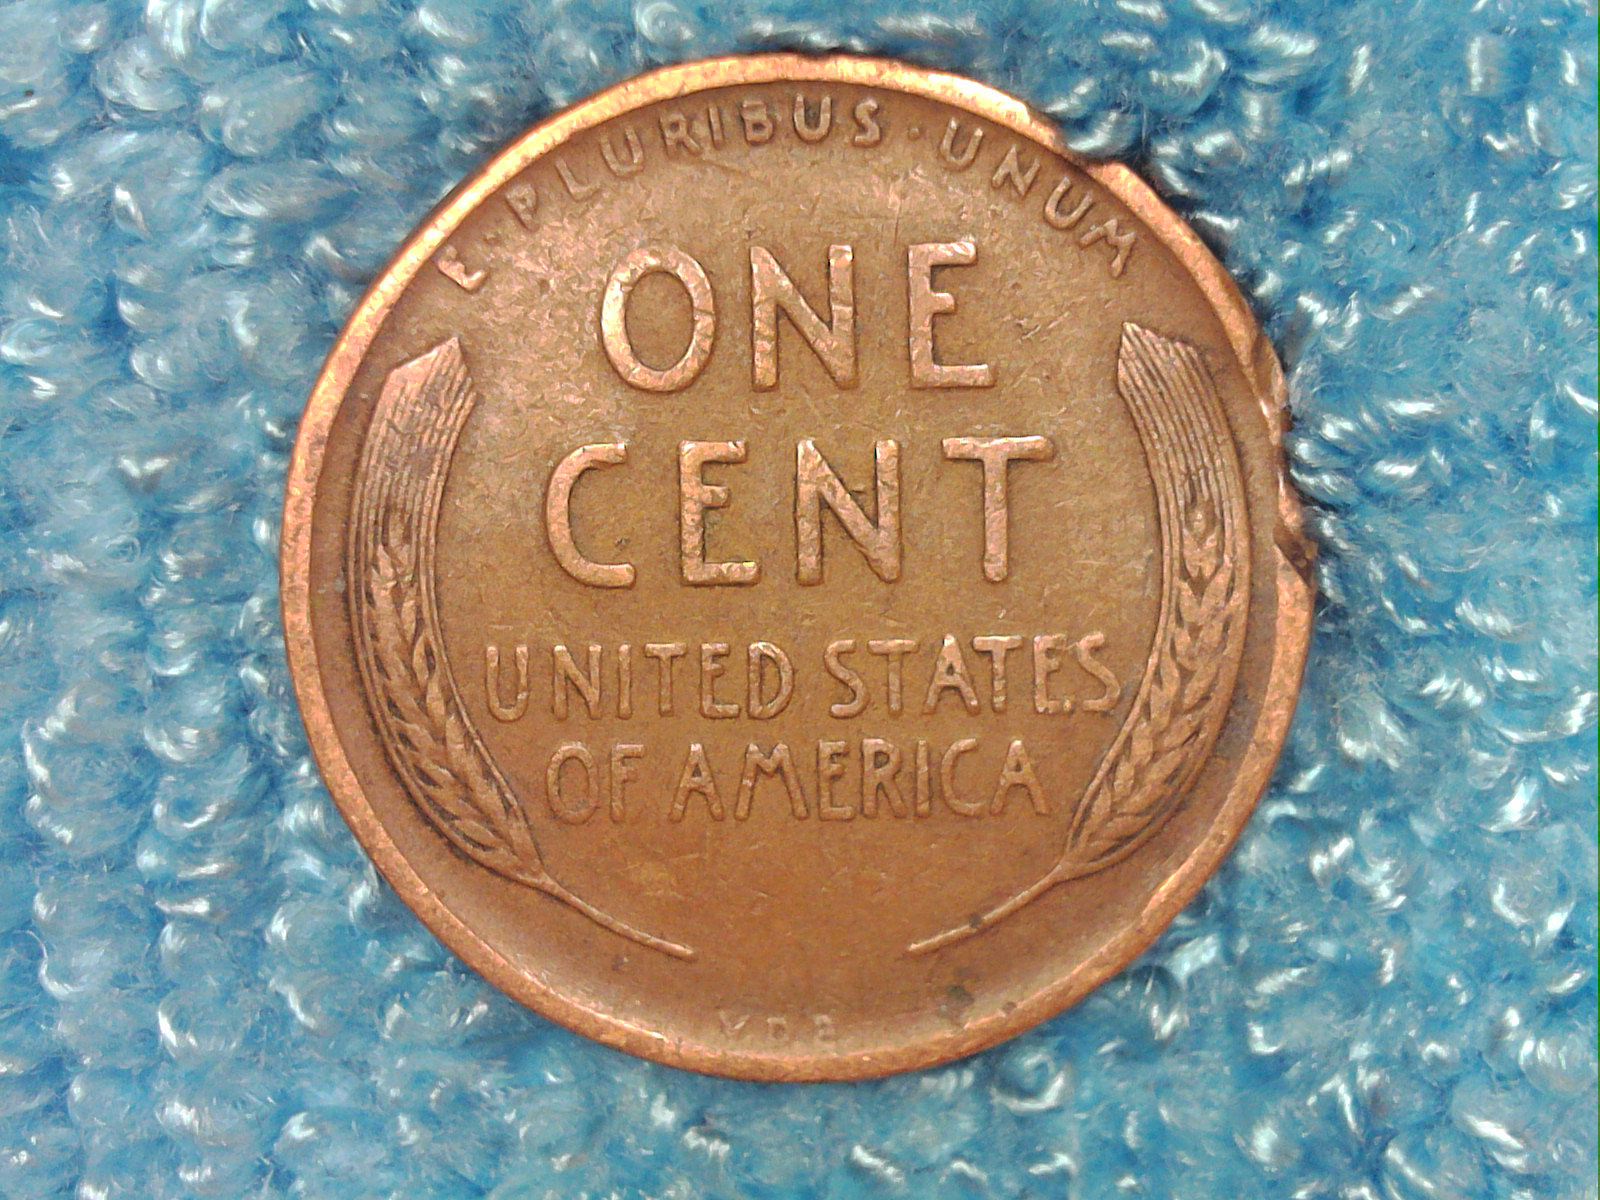 E · PLURIBUS · UNUM
ONE
CENT
UNITED STATES
OF AMERICA
V.D.B.